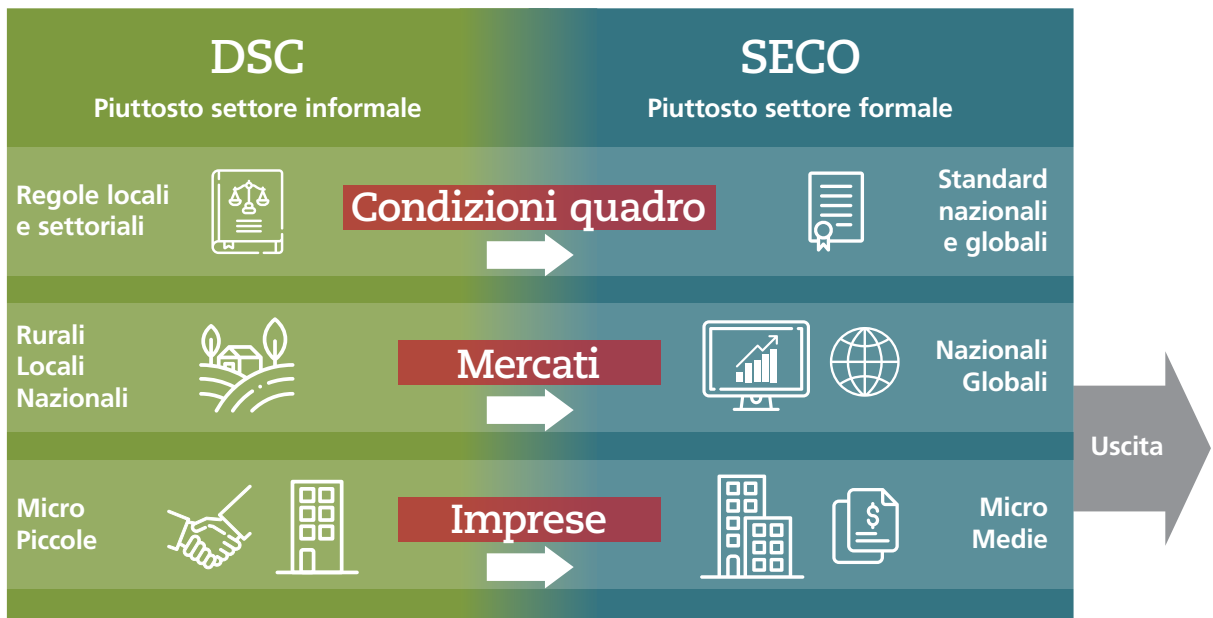 DSC
Piuttosto settore informale
SECO
Piuttosto settore formale
Regole locali
e settoriali
Condizioni quadro
Standard
nazionali
e globali
Rurali
Locali
Nazionali
Mercati
Nazionali
Globali
Uscita
Micro
Piccole
Imprese
$
Micro
Medie